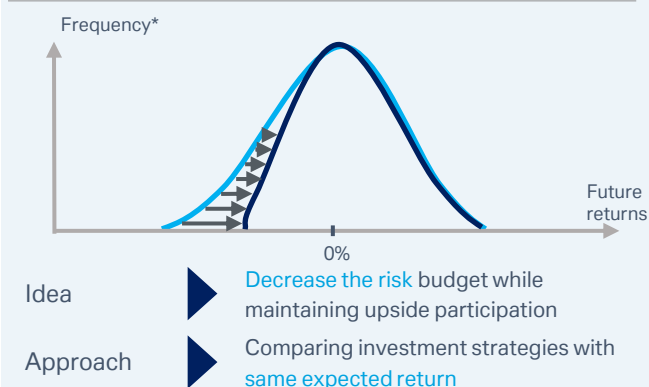 Frequency*
Future
returns
0%
Idea
Decrease the risk budget while
maintaining upside participation
Approach
Comparing investment strategies with
same expected return